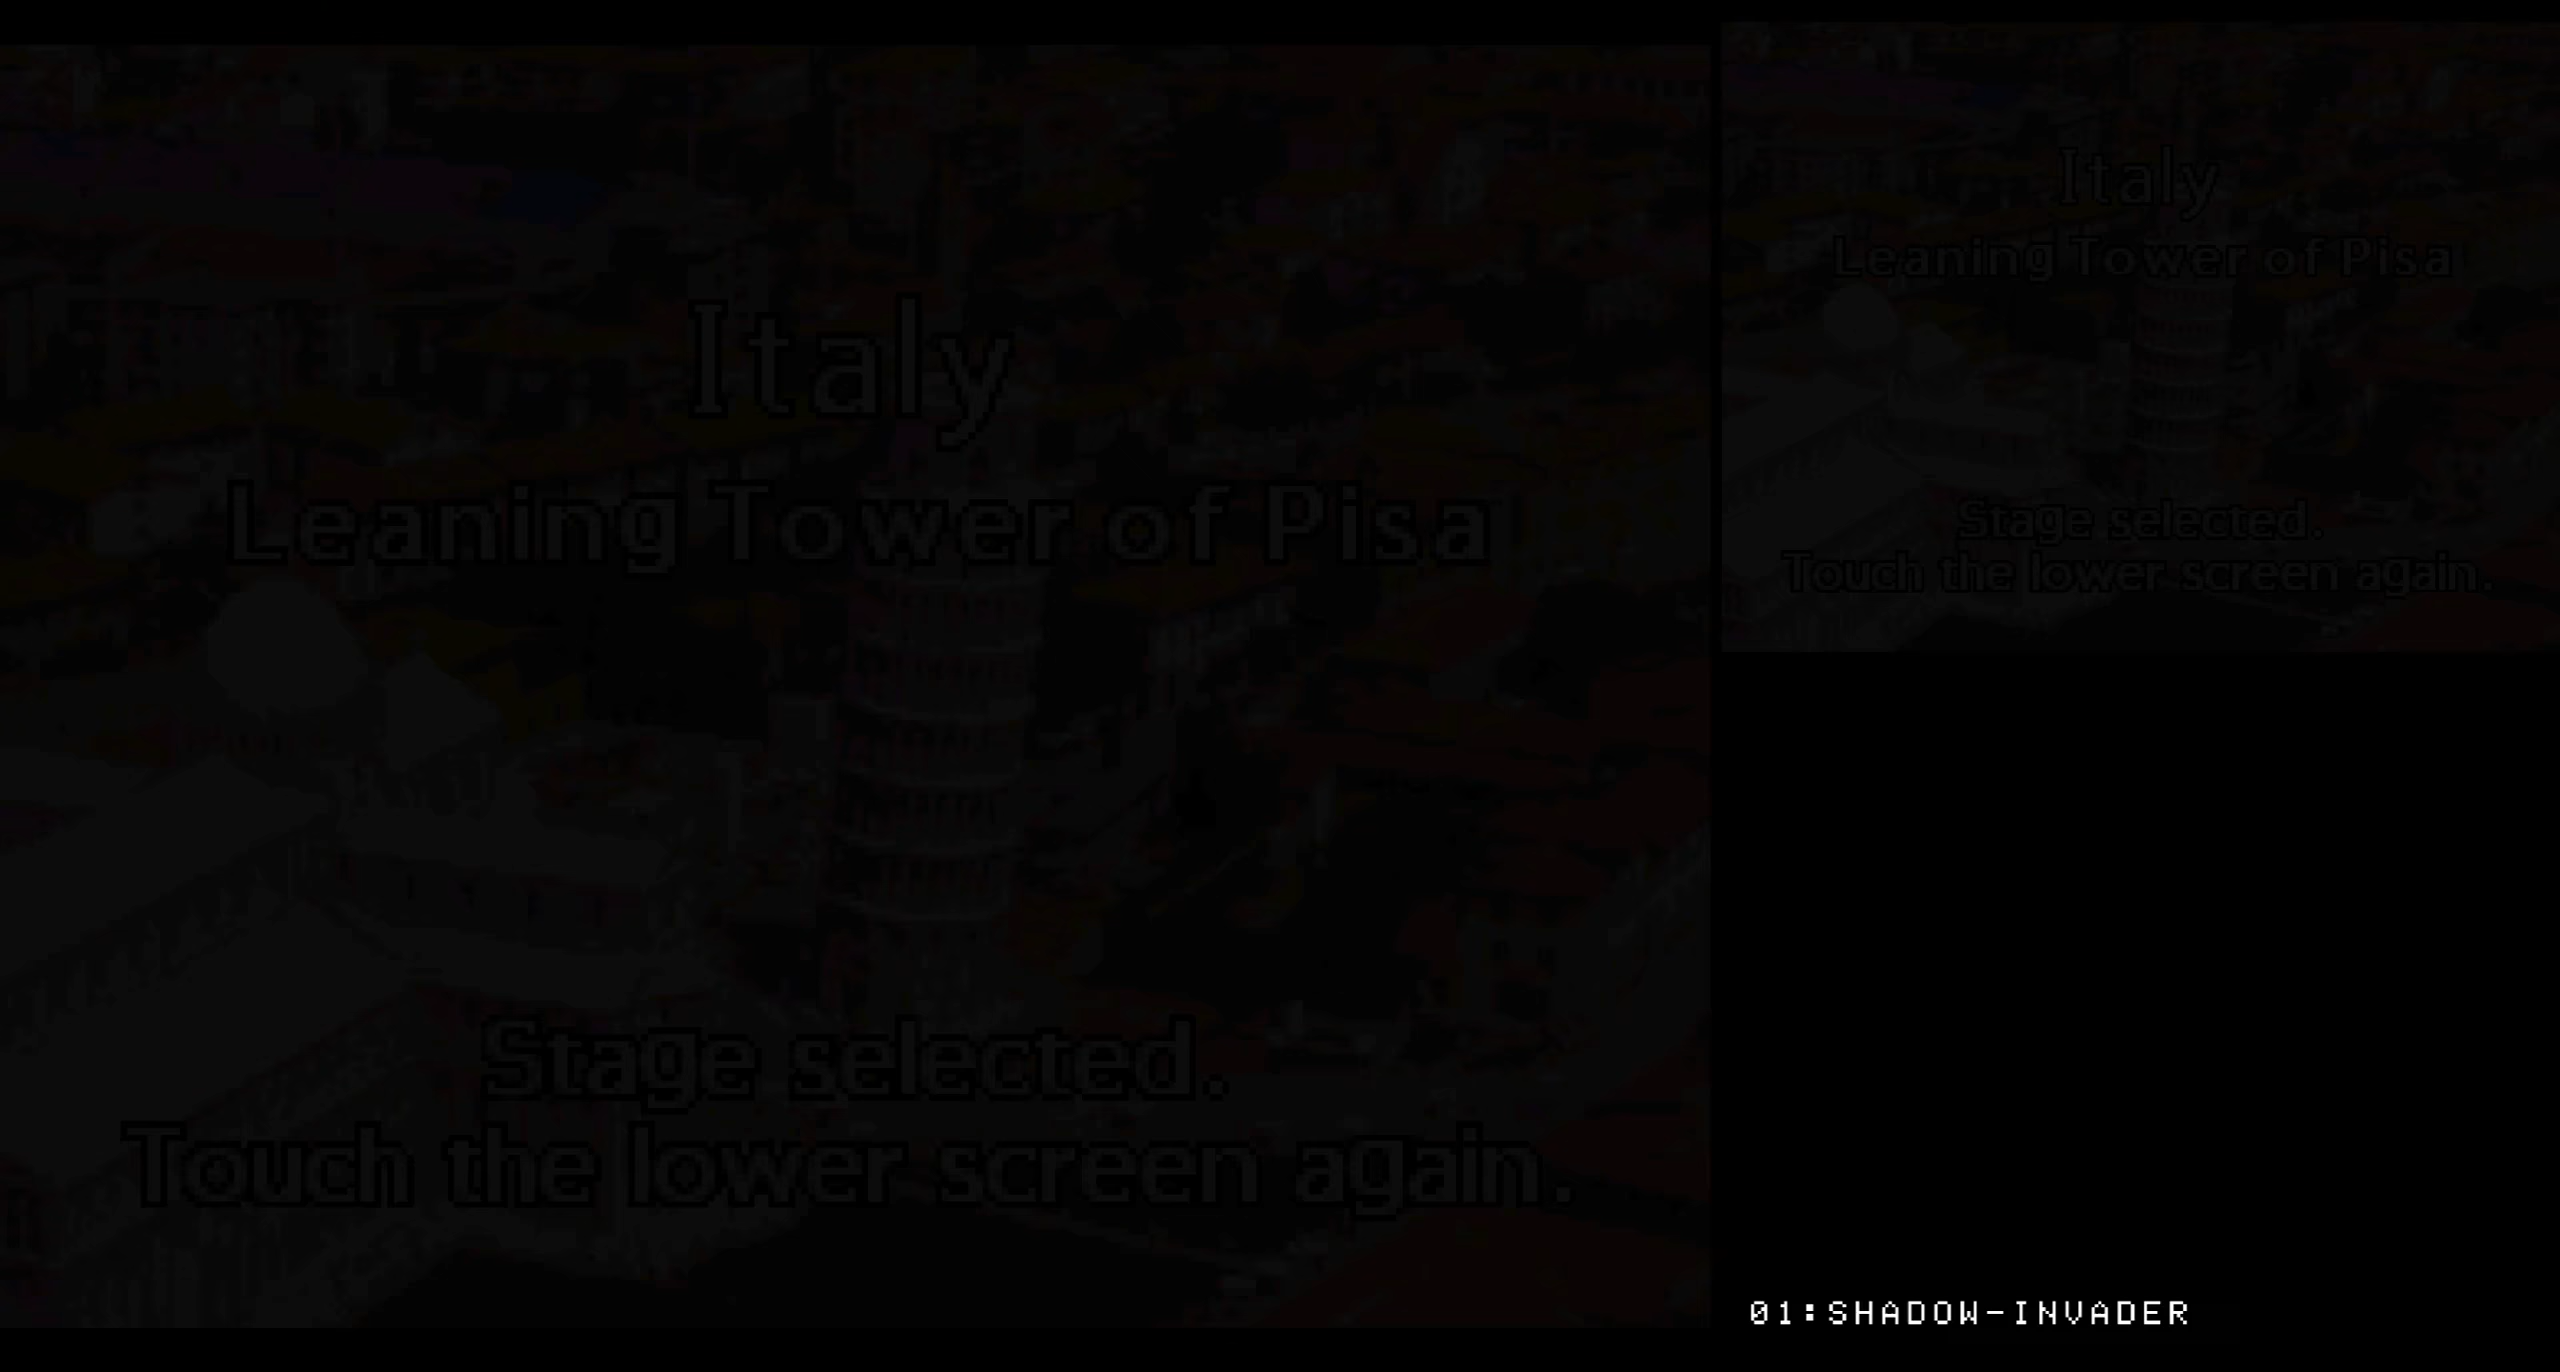 Italy
Leaning Tower of Pisa
Stage selected.
Touch the lower screen again.
Italy
Leaning Tower of Pisa
Stage selected.
Touch the lower screen again.
01:SHADOW-INVADER